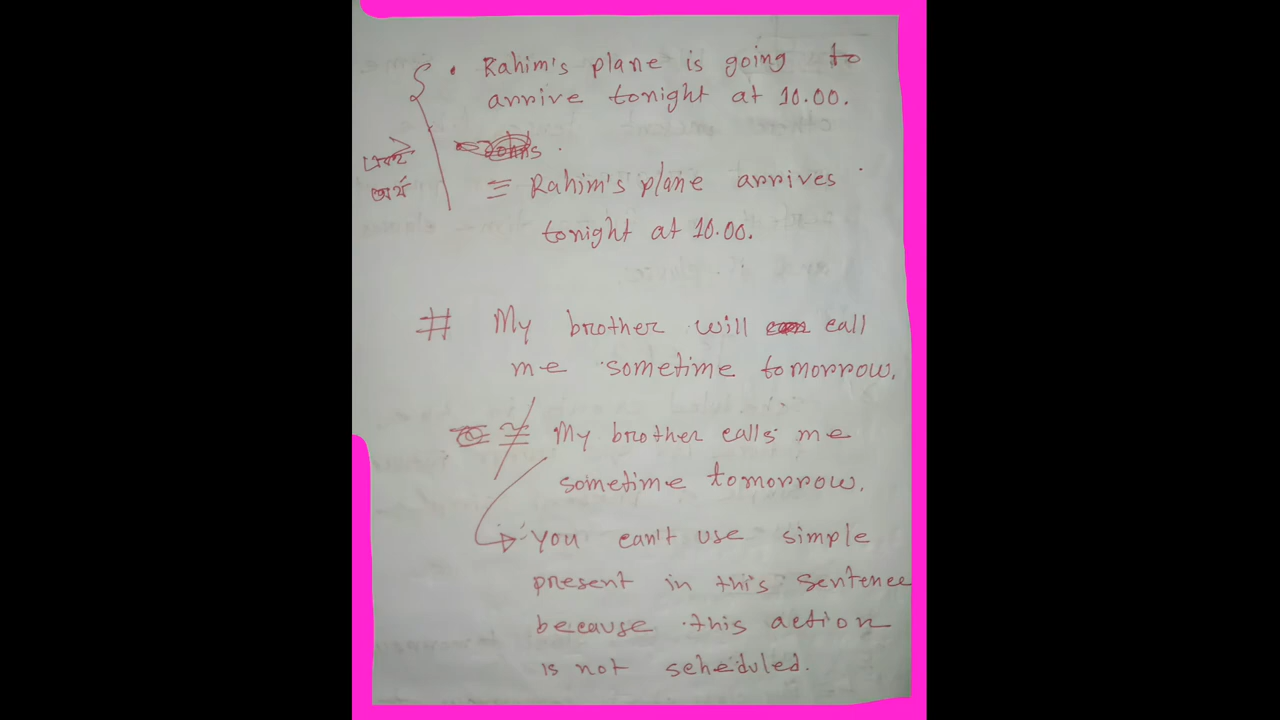 • Rahim's plane is going to
arrive tonight at 10.00.
একই
অর্থ
≡ Rahim's plane arrives
tonight at 10.00.
# My brother will call
me sometime tomorrow.
≢ My brother calls me
sometime tomorrow.
→ You can't use simple
present in this sentence
because this action
is not scheduled.